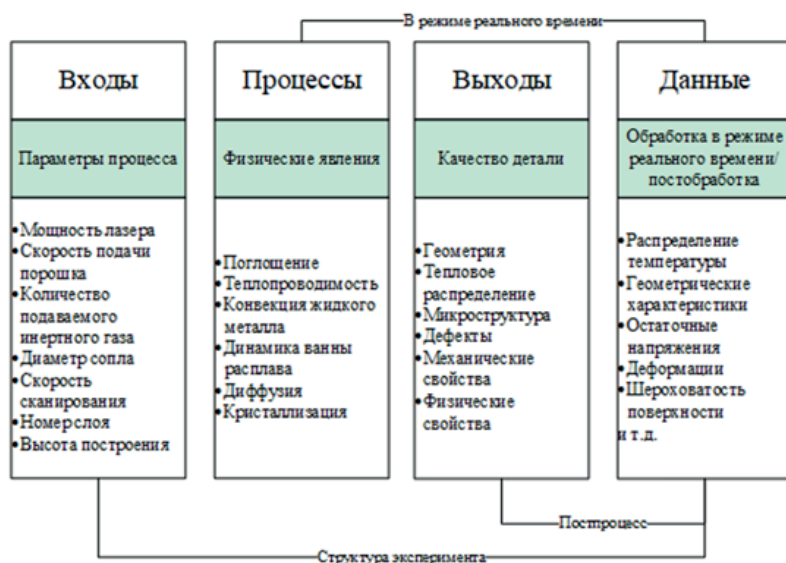 В режиме реального времени
Входы
Параметры процесса
•Мощность лазера
•Скорость подачи
порошка
•Количество
подаваемого
инертного газа
•Диаметр сопла
•Скорость
сканирования
•Номер слоя
•Высота построения
Процессы
Физические явления
•Поглощение
•Теплопроводимость
•Конвекция жидкого
металла
•Динамика ванны
расплава
•Диффузия
•Кристаллизация
Выходы
Качество детали
•Геометрия
•Тепловое
распределение
•Микроструктура
•Дефекты
•Механические
свойства
•Физические
свойства
Данные
Обработка в режиме
реального времени/
постобработка
•Распределение
температуры
•Геометрические
характеристики
•Остаточные
напряжения
•Деформации
•Шероховатость
поверхности
и т.д.
Постпроцесс
Структура эксперимента